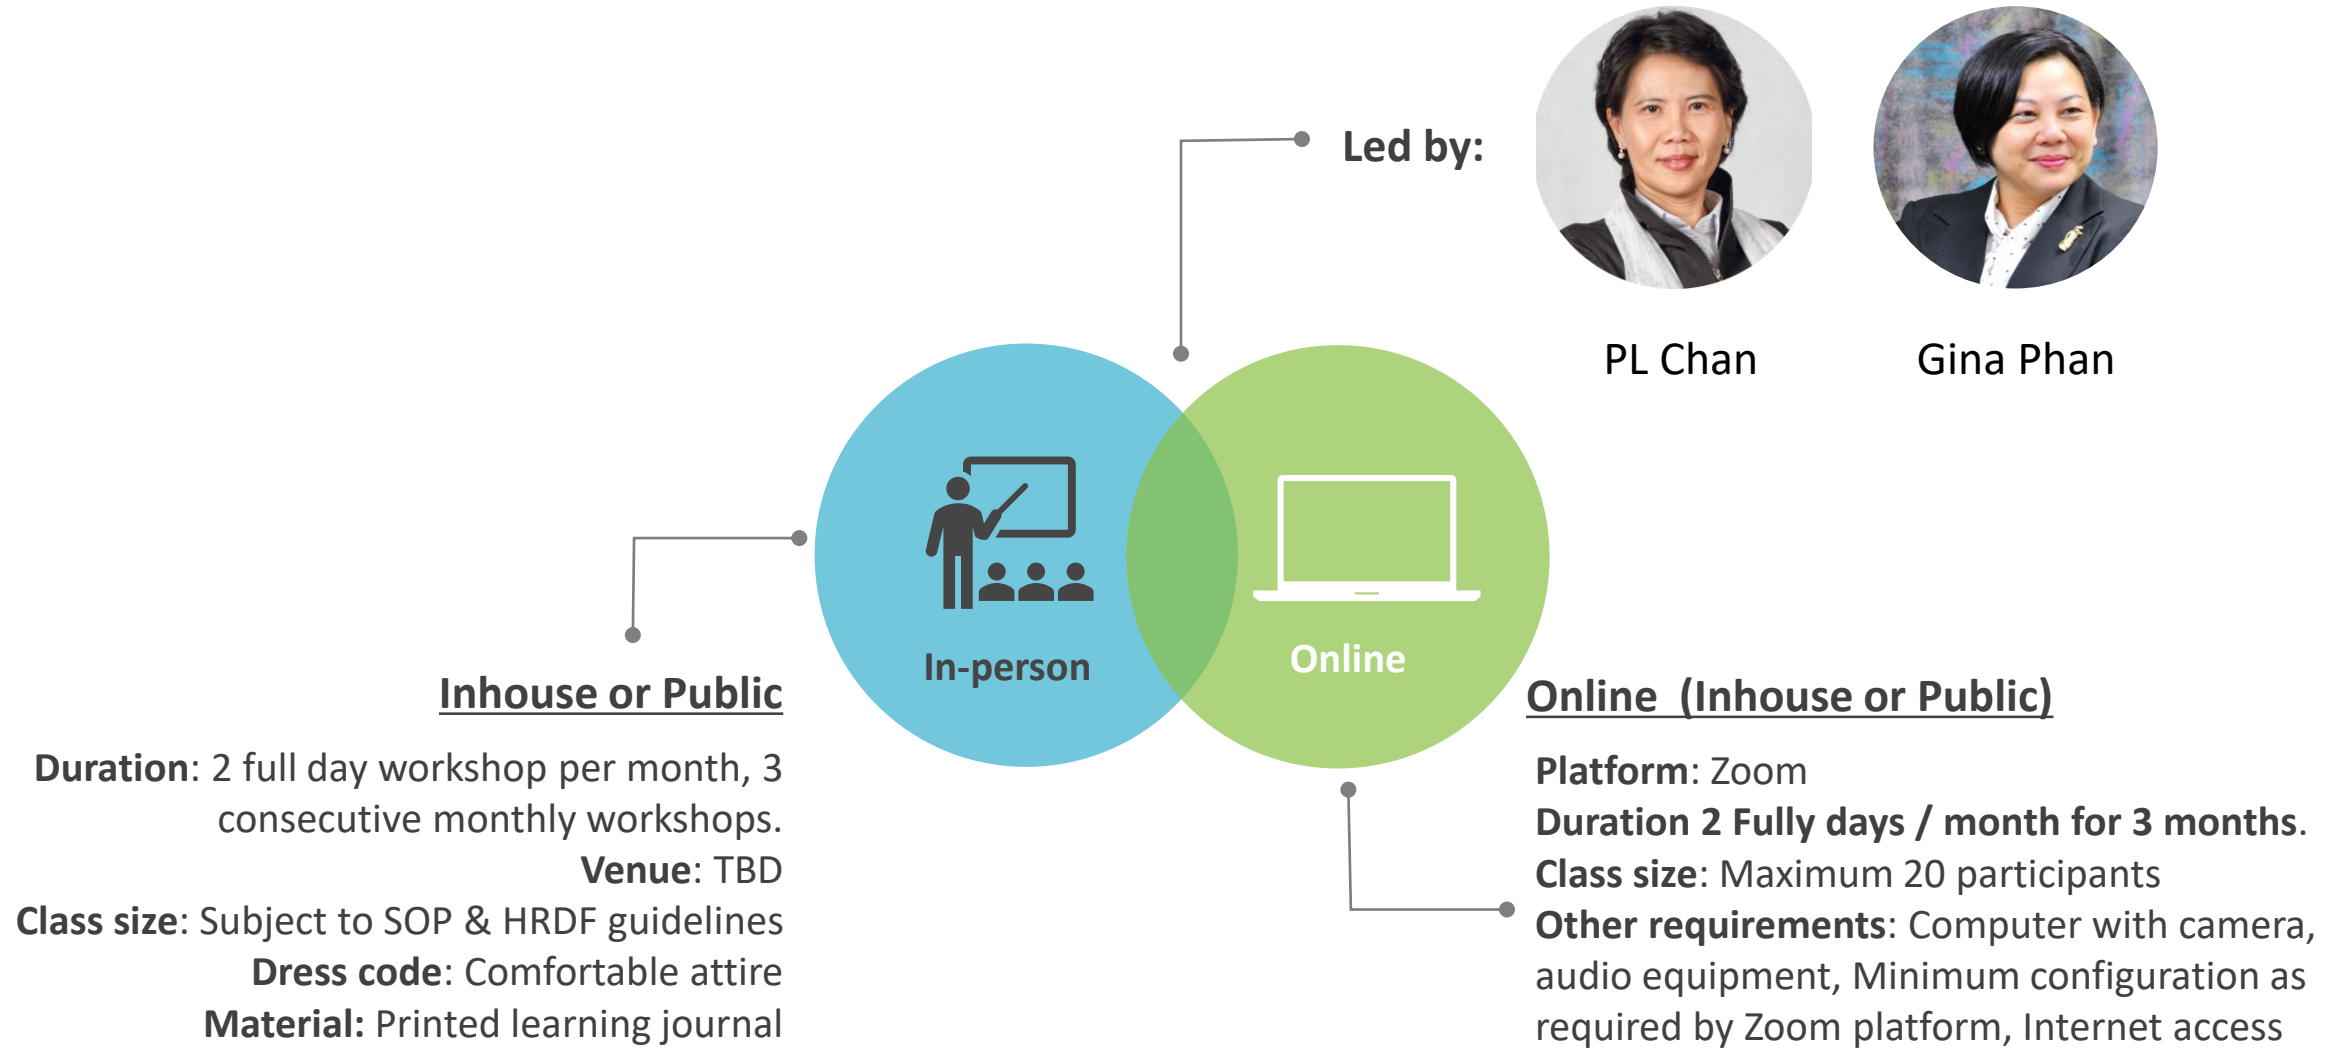 Led by:
PL Chan
Gina Phan
In-person
Online
Inhouse or Public
Duration: 2 full day workshop per month, 3
consecutive monthly workshops.
Venue: TBD
Class size: Subject to SOP & HRDF guidelines
Dress code: Comfortable attire
Material: Printed learning journal
Online  (Inhouse or Public)
Platform: Zoom
Duration 2 Fully days / month for 3 months.
Class size: Maximum 20 participants
Other requirements: Computer with camera,
audio equipment, Minimum configuration as
required by Zoom platform, Internet access